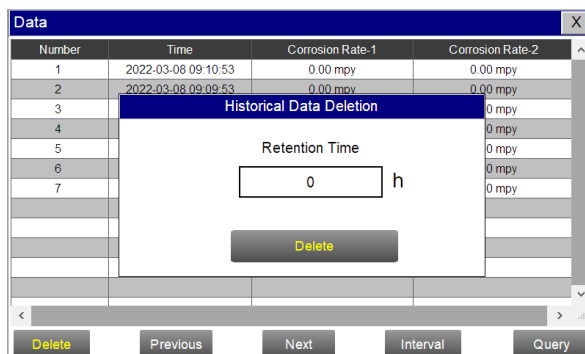 Data X
Number Time Corrosion Rate-1 Corrosion Rate-2
1 2022-03-08 09:10:53 0.00 mpy 0.00 mpy
2 2022-03-08 09:09:53 0.00 mpy 0.00 mpy
3 0 mpy
4 0 mpy
5 0 mpy
6 0 mpy
7 0 mpy
Historical Data Deletion
Retention Time
0 h
Delete
Delete Previous Next Interval Query